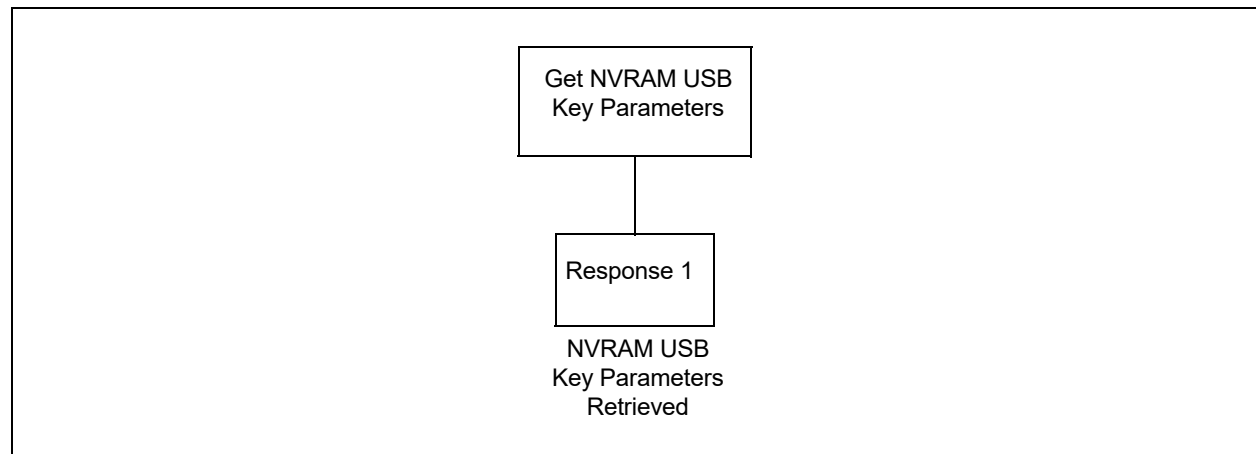 Get NVRAM USB
Key Parameters
Response 1
NVRAM USB
Key Parameters
Retrieved